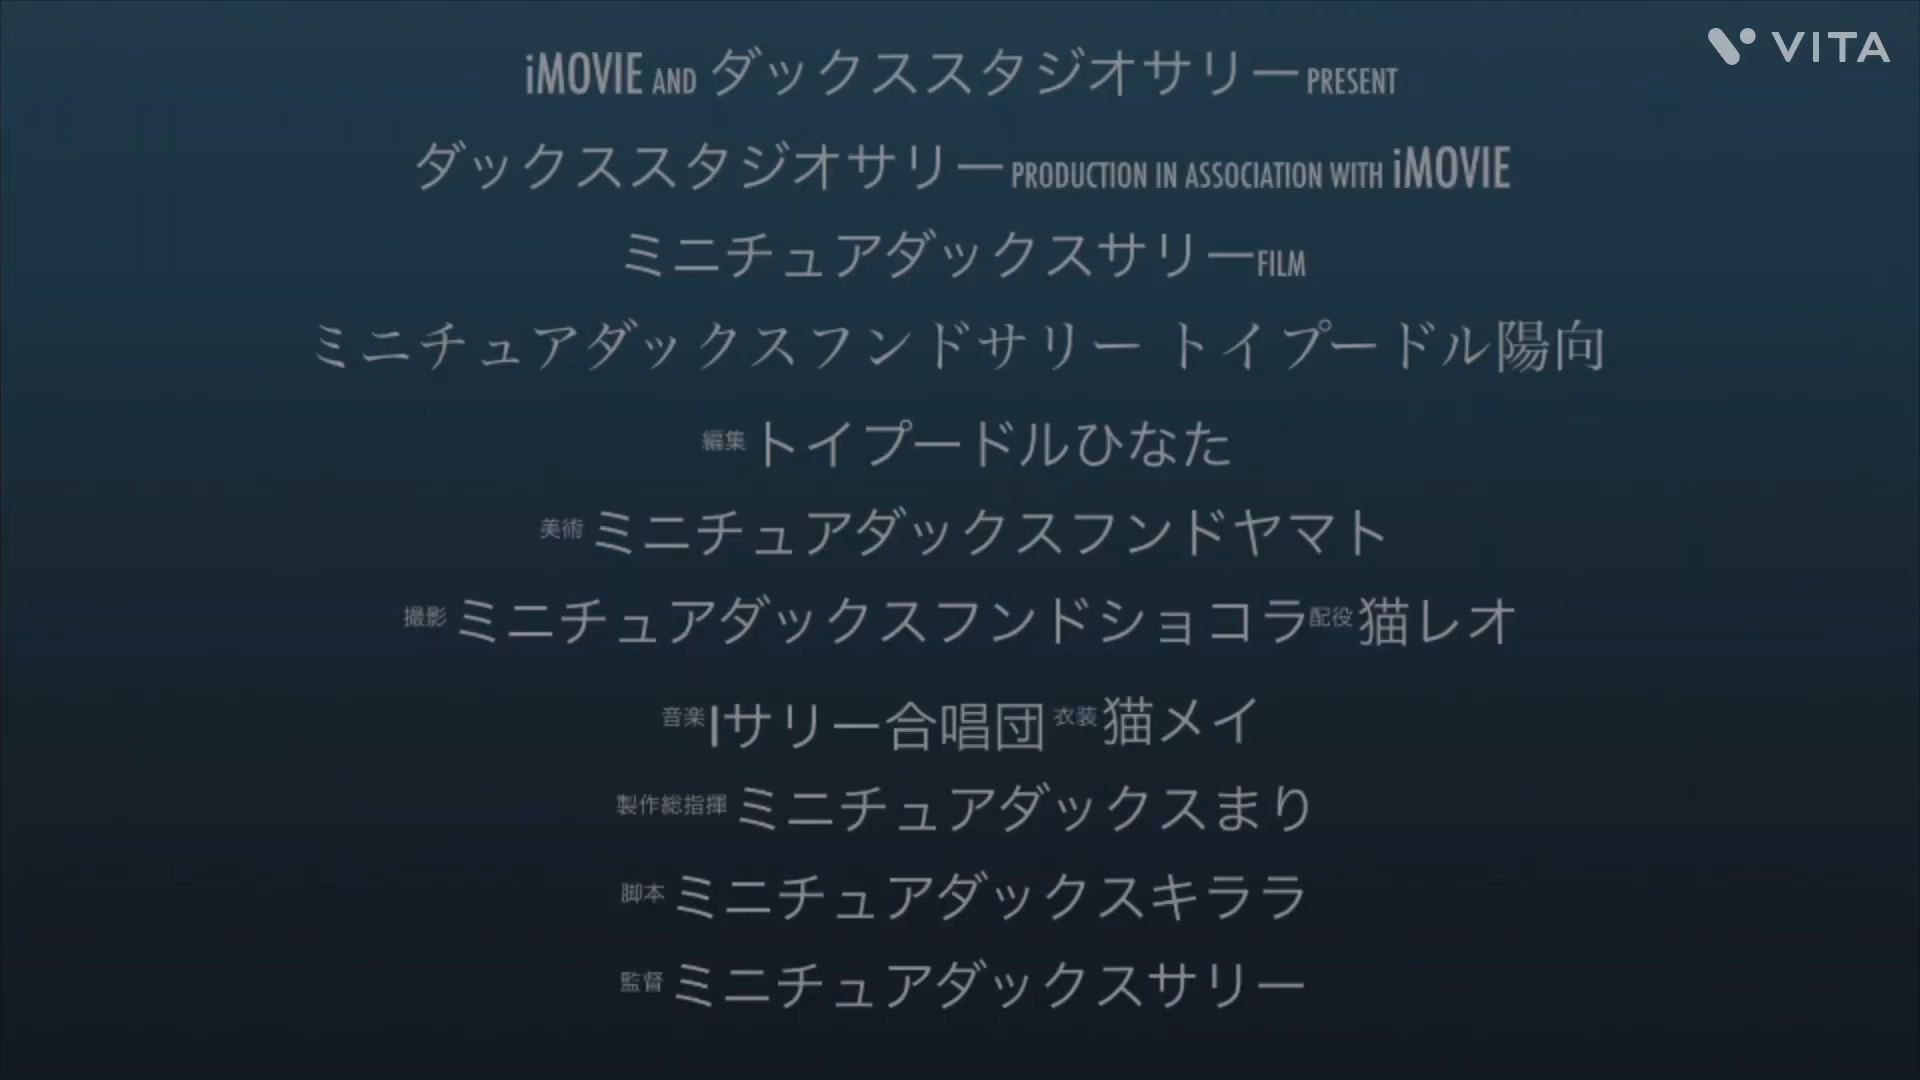 VITA
iMOVIE AND ダックススタジオサリー PRESENT
ダックススタジオサリー PRODUCTION IN ASSOCIATION WITH iMOVIE
ミニチュアダックスサリーFILM
ミニチュアダックスフンドサリー トイプードル陽向
編集 トイプードルひなた
美術 ミニチュアダックスフンドヤマト
撮影 ミニチュアダックスフンドショコラ配役 猫レオ
音楽 Iサリー合唱団 衣装 猫メイ
製作総指揮 ミニチュアダックスまり
脚本 ミニチュアダックスキララ
監督 ミニチュアダックスサリー